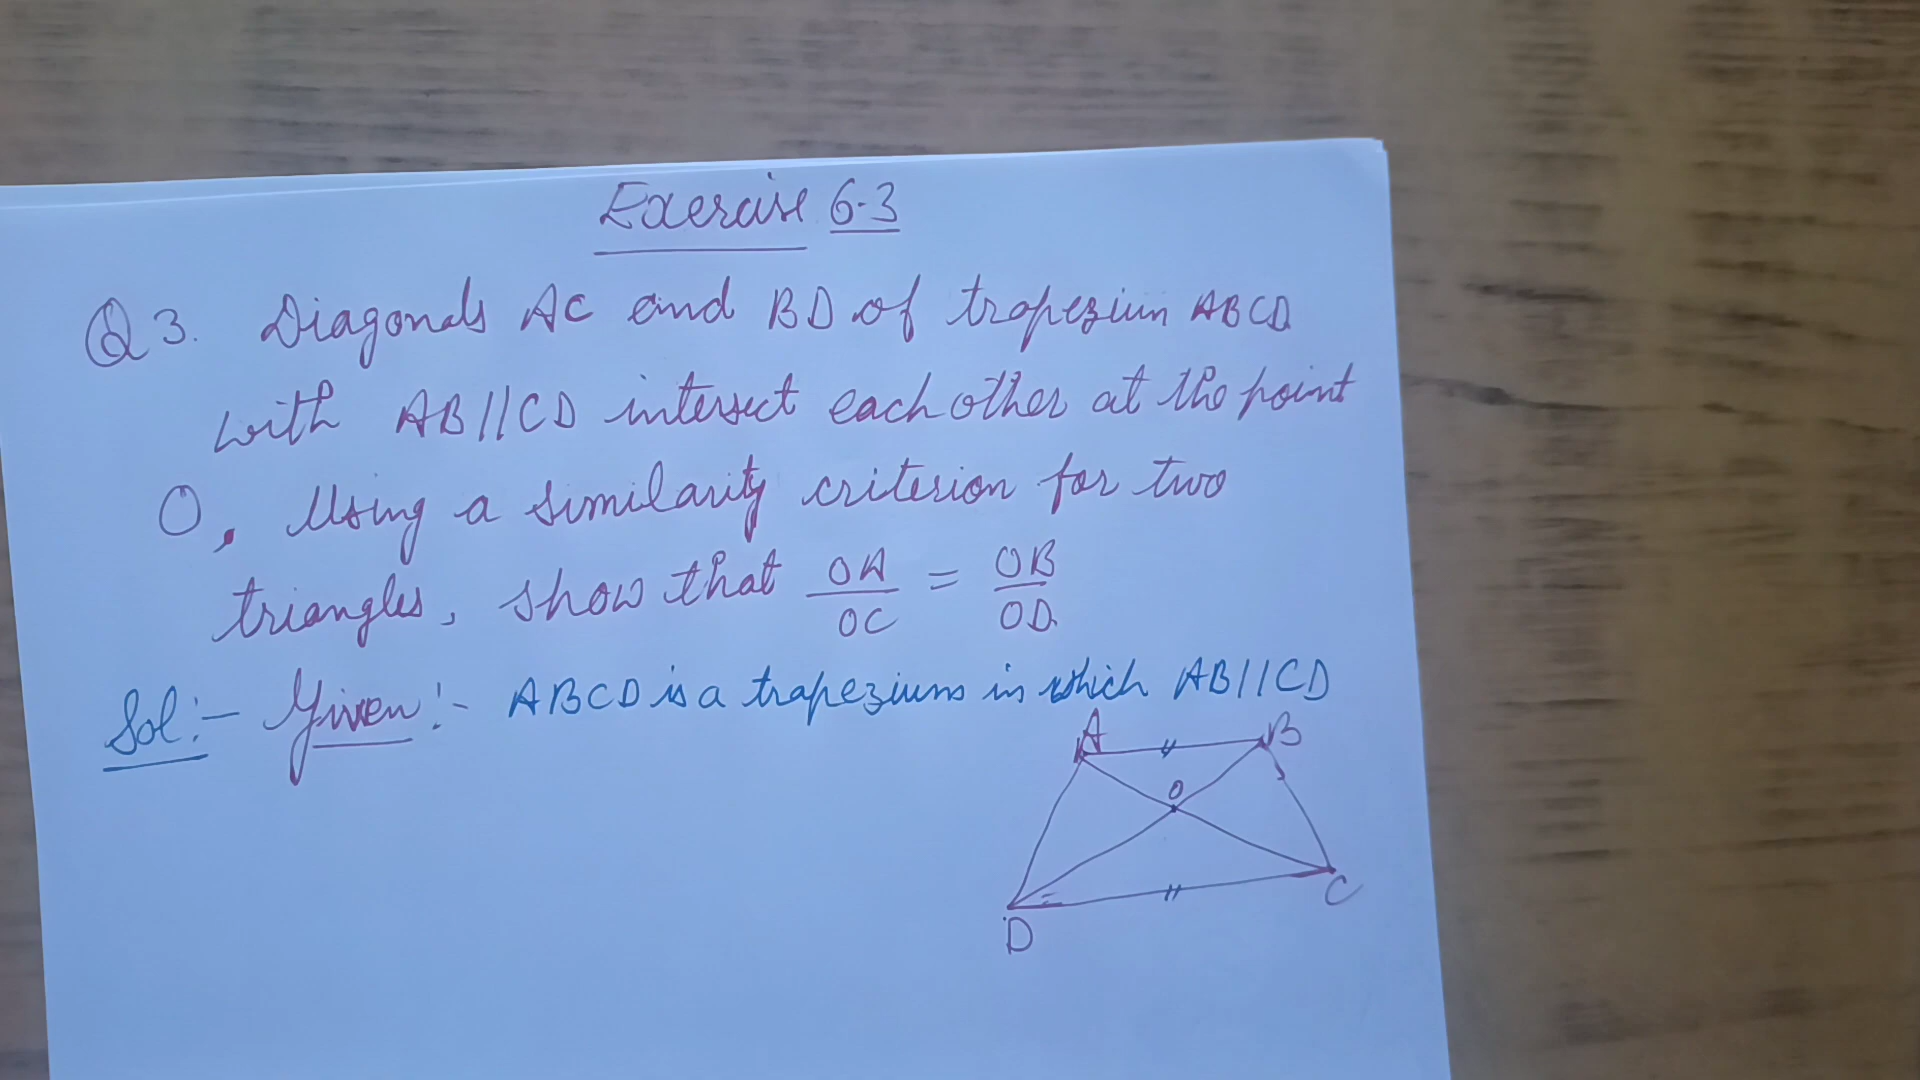 Exercise 6.3
Q 3. Diagonals AC and BD of trapezium ABCD
with AB//CD intersect each other at the point
O, Using a similarity criterion for two
triangles, show that OA/OC = OB/OD.
Sol:- Given:- ABCD is a trapezium in which AB//CD
A B
O
D C